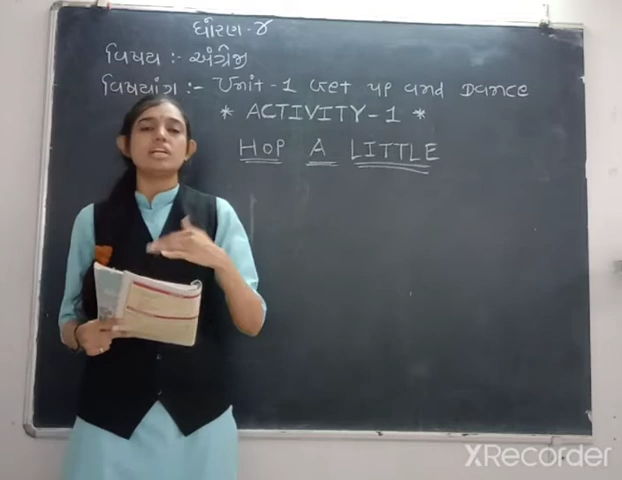 ધોરણ-૪
વિષય :- અંગ્રેજી
વિષયાંગ :- Unit-1 Get up and Dance
* ACTIVITY-1 *
HOP A LITTLE
XRecorder